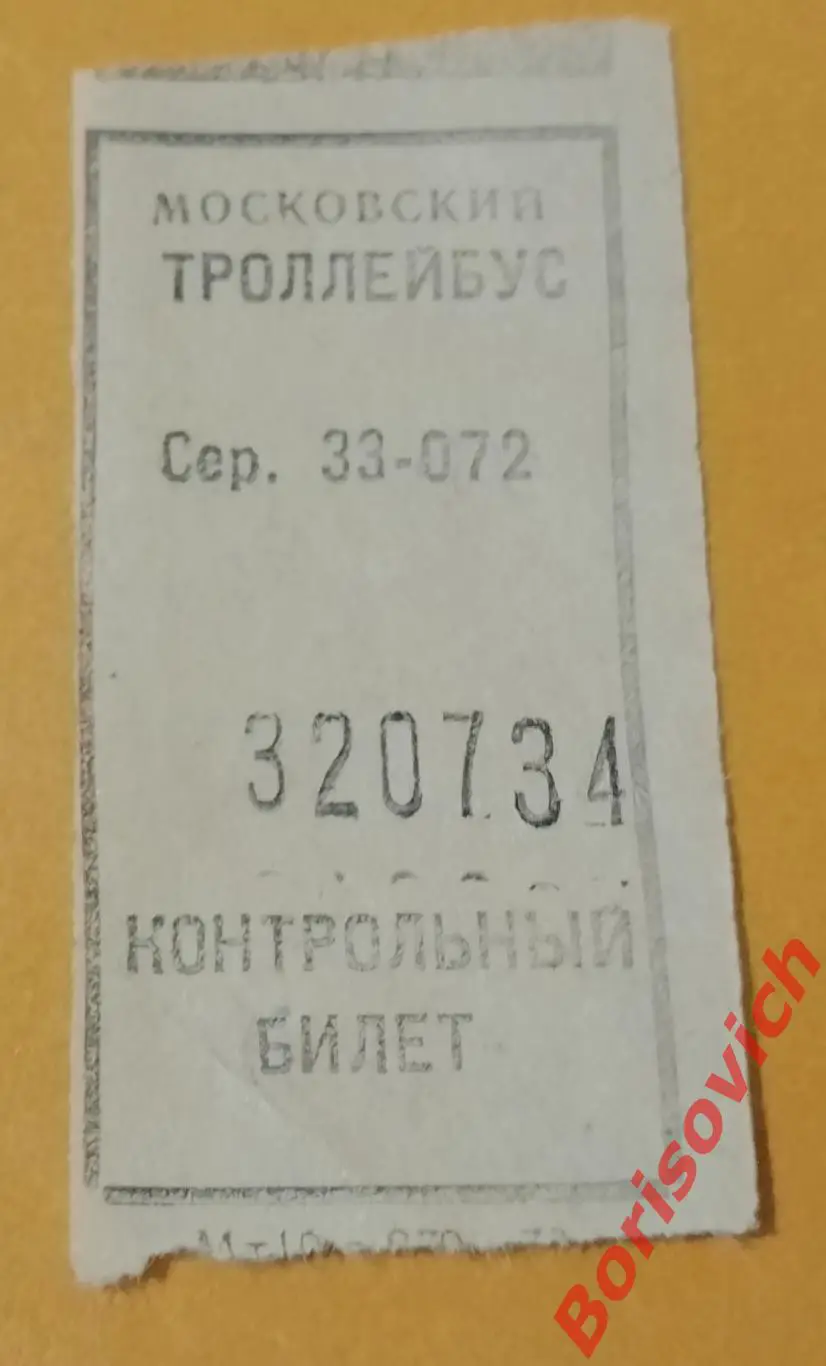 МОСКОВСКИЙ
ТРОЛЛЕЙБУС
Сер. 33-072
320734
КОНТРОЛЬНЫЙ
БИЛЕТ
Borisovich